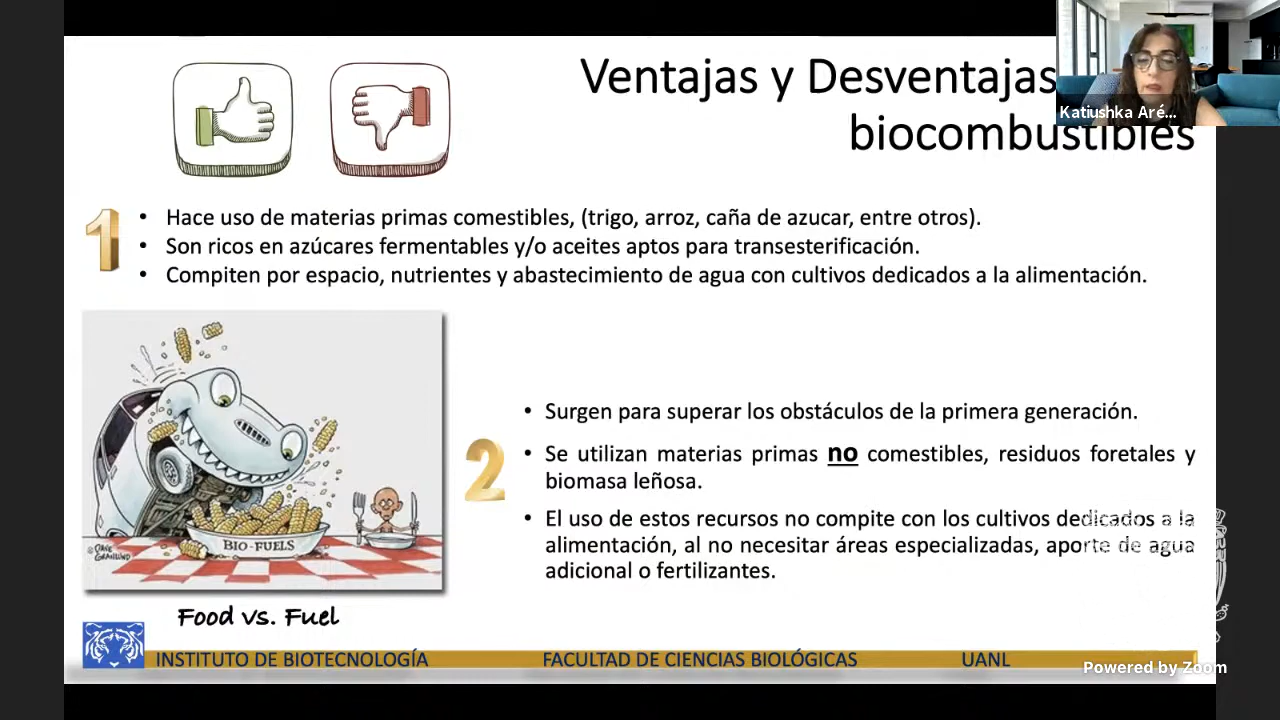 Ventajas y Desventajas
biocombustibles
Katiushka Aré...
1
• Hace uso de materias primas comestibles, (trigo, arroz, caña de azucar, entre otros).
• Son ricos en azúcares fermentables y/o aceites aptos para transesterificación.
• Compiten por espacio, nutrientes y abastecimiento de agua con cultivos dedicados a la alimentación.
2
• Surgen para superar los obstáculos de la primera generación.
• Se utilizan materias primas no comestibles, residuos foretales y
biomasa leñosa.
• El uso de estos recursos no compite con los cultivos dedicados a la
alimentación, al no necesitar áreas especializadas, aporte de agua
adicional o fertilizantes.
BIO-FUELS
Food vs. Fuel
INSTITUTO DE BIOTECNOLOGÍA FACULTAD DE CIENCIAS BIOLÓGICAS UANL
Powered by Zoom